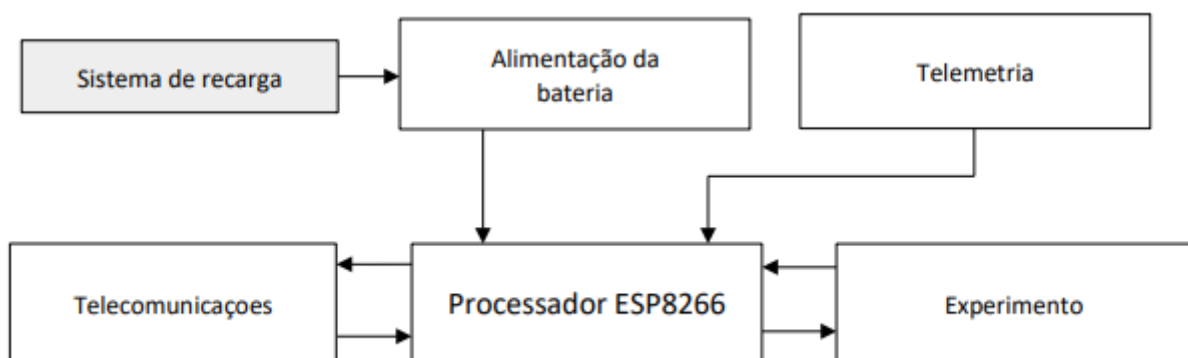 Sistema de recarga
Alimentação da
bateria
Telemetria
Telecomunicaçoes
Processador ESP8266
Experimento